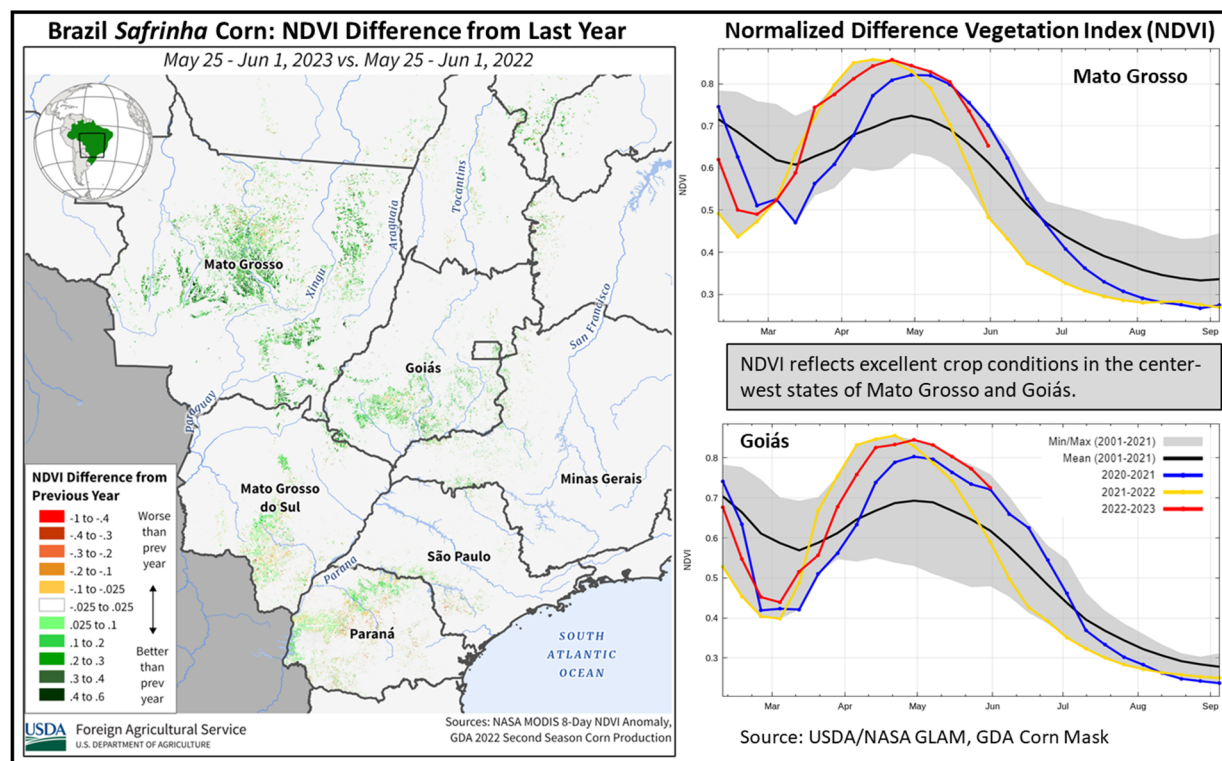 Brazil Safrinha Corn: NDVI Difference from Last Year
May 25 - Jun 1, 2023 vs. May 25 - Jun 1, 2022
Tocantins
Araguaia
Mato Grosso
Xingu
San Francisco
Goiás
Paraguay
Minas Gerais
Mato Grosso
do Sul
São Paulo
Parana
Paraná
SOUTH
ATLANTIC
OCEAN
NDVI Difference from
Previous Year
-1 to -.4
-.4 to -.3
-.3 to -.2
-.2 to -.1
-.1 to -.025
-.025 to .025
.025 to .1
.1 to .2
.2 to .3
.3 to .4
.4 to .6
Worse
than
prev
year
Better
than
prev
year
USDA
Foreign Agricultural Service
U.S. DEPARTMENT OF AGRICULTURE
Sources: NASA MODIS 8-Day NDVI Anomaly,
GDA 2022 Second Season Corn Production
Normalized Difference Vegetation Index (NDVI)
Mato Grosso
0.8
0.7
0.6
0.5
0.4
0.3
NDVI
Mar Apr May Jun Jul Aug Sep
NDVI reflects excellent crop conditions in the center-
west states of Mato Grosso and Goiás.
Goiás
Min/Max (2001-2021)
Mean (2001-2021)
2020-2021
2021-2022
2022-2023
0.8
0.7
0.6
0.5
0.4
0.3
NDVI
Mar Apr May Jun Jul Aug Sep
Source: USDA/NASA GLAM, GDA Corn Mask